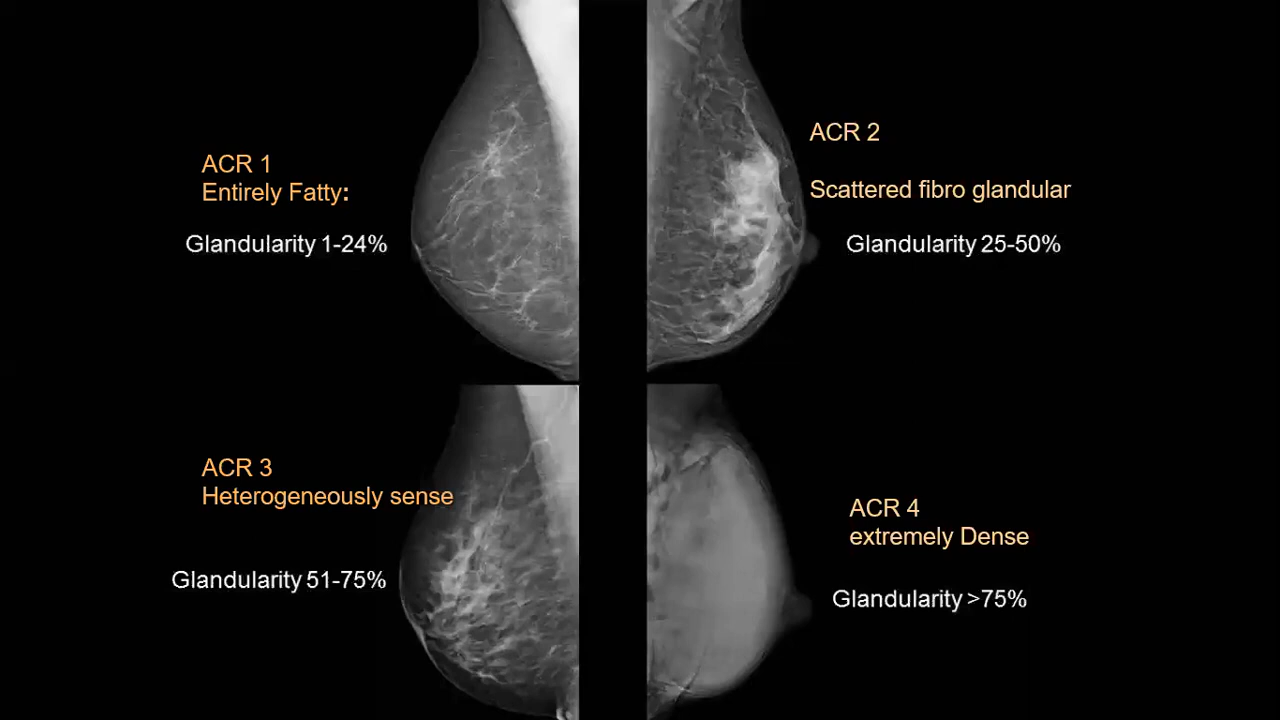 ACR 1
Entirely Fatty:
Glandularity 1-24%
ACR 2
Scattered fibro glandular
Glandularity 25-50%
ACR 3
Heterogeneously sense
Glandularity 51-75%
ACR 4
extremely Dense
Glandularity >75%